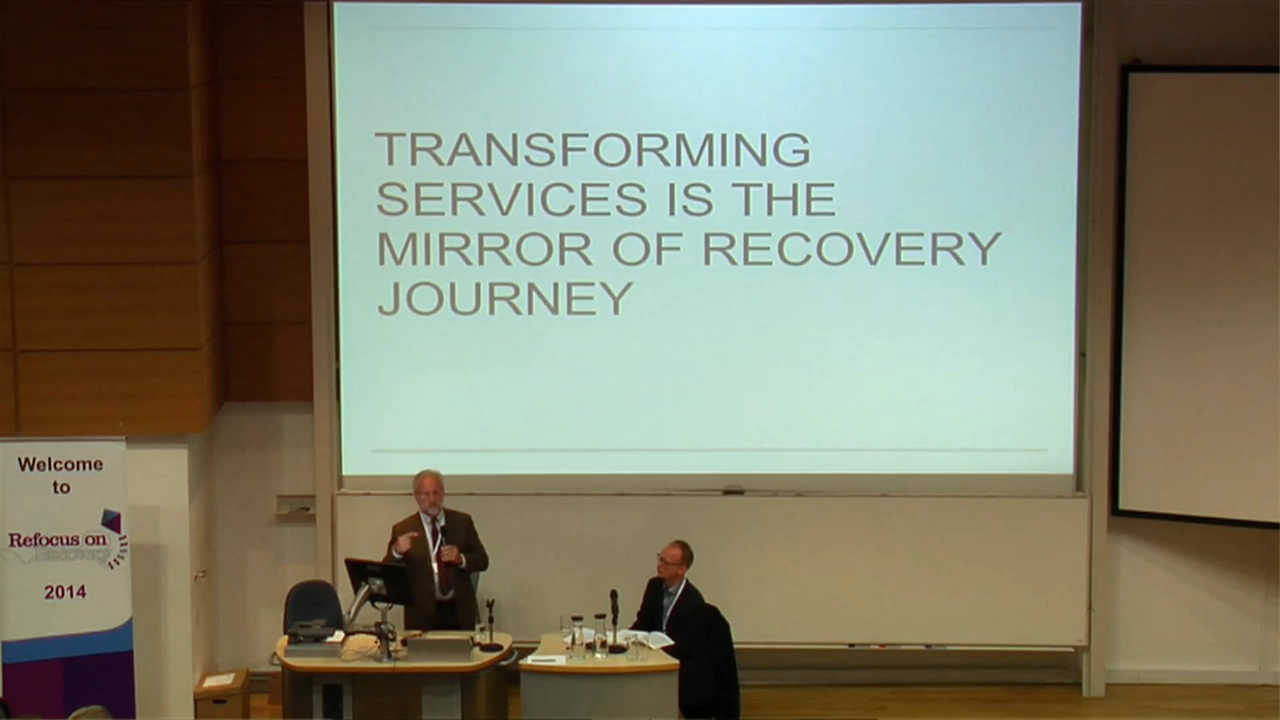 TRANSFORMING
SERVICES IS THE
MIRROR OF RECOVERY
JOURNEY
Welcome
to
Refocus on
Recovery
2014